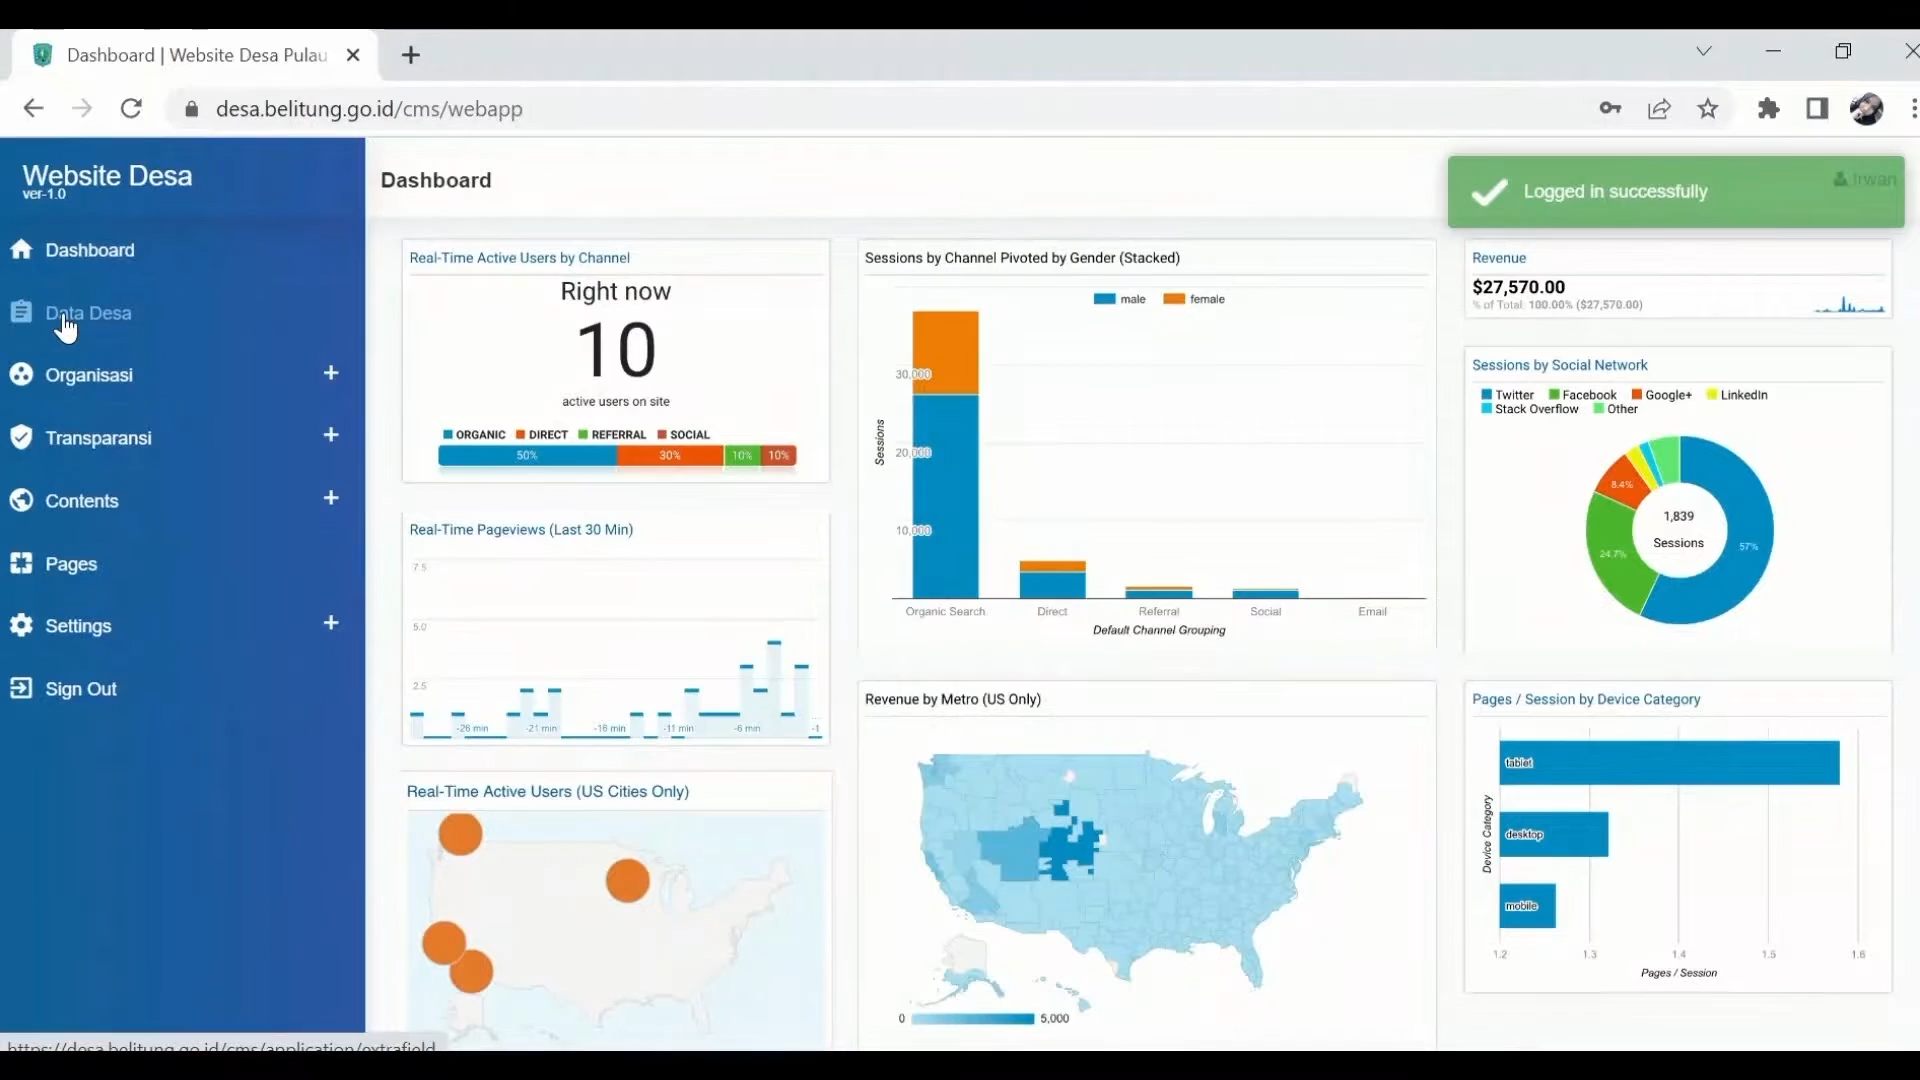 Dashboard | Website Desa Pulau
desa.belitung.go.id/cms/webapp
Website Desa
ver-1.0
Dashboard
Data Desa
Organisasi
Transparansi
Contents
Pages
Settings
Sign Out
Dashboard
Logged in successfully
Irwan
Real-Time Active Users by Channel
Right now
10
active users on site
ORGANIC DIRECT REFERRAL SOCIAL
50% 30% 10% 10%
Real-Time Pageviews (Last 30 Min)
7.5
5.0
2.5
-26 min -21 min -16 min -11 min -6 min -1
Real-Time Active Users (US Cities Only)
Sessions by Channel Pivoted by Gender (Stacked)
male female
Sessions
30,000
20,000
10,000
Organic Search Direct Referral Social Email
Default Channel Grouping
Revenue by Metro (US Only)
0 5,000
Revenue
$27,570.00
% of Total: 100.00% ($27,570.00)
Sessions by Social Network
Twitter Facebook Google+ LinkedIn
Stack Overflow Other
8.4%
24.7%
57%
1,839
Sessions
Pages / Session by Device Category
Device Category
tablet
desktop
mobile
1.2 1.3 1.4 1.5 1.6
Pages / Session
https://desa.belitung.go.id/cms/application/extrafield